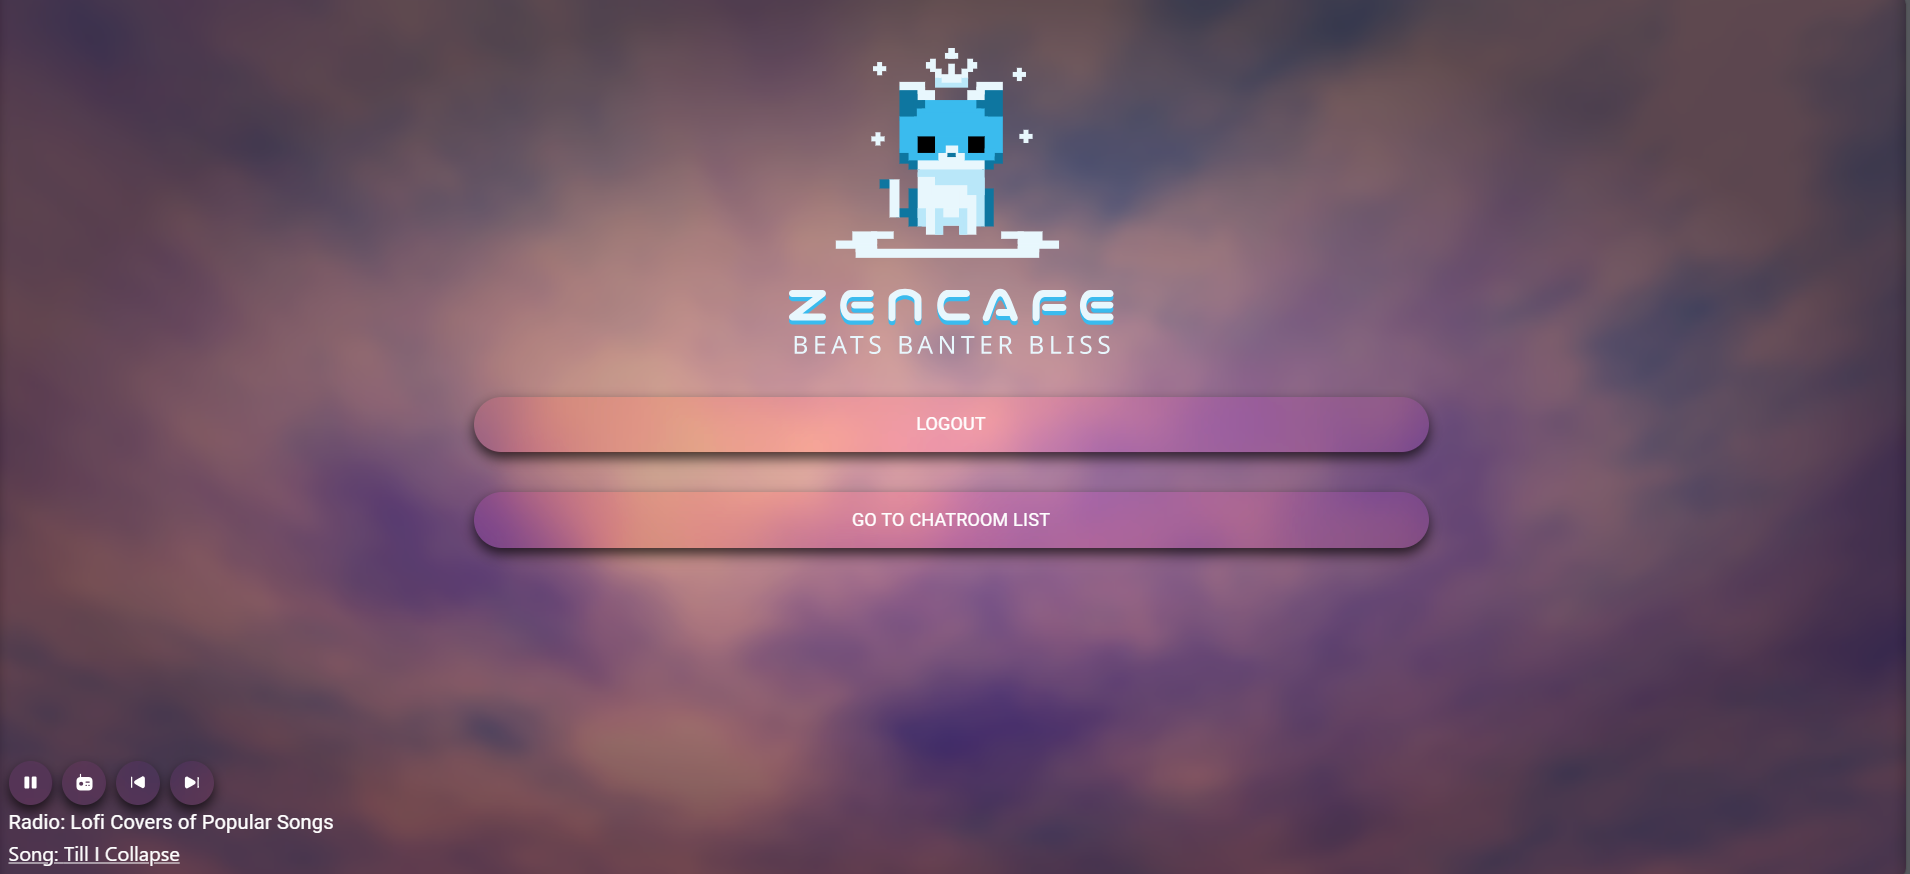 ZENCAFE
BEATS BANTER BLISS
LOGOUT
GO TO CHATROOM LIST
Radio: Lofi Covers of Popular Songs
Song: Till I Collapse